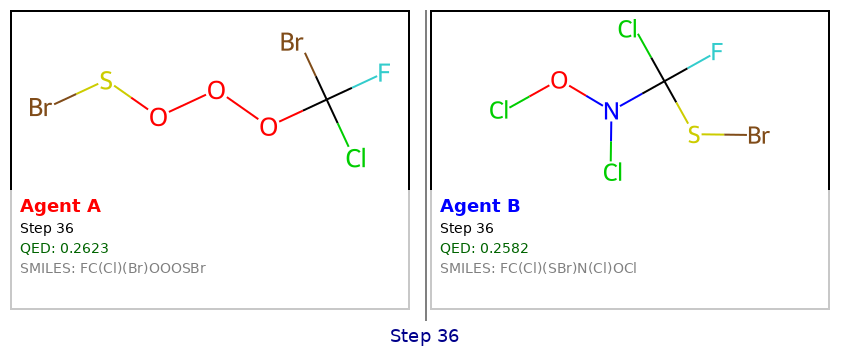 Br
F
Br
S
O
O
O
Cl
Agent A
Step 36
QED: 0.2623
SMILES: FC(Cl)(Br)OOOSBr
Cl
F
O
Cl
N
S
Br
Cl
Agent B
Step 36
QED: 0.2582
SMILES: FC(Cl)(SBr)N(Cl)OCl
Step 36